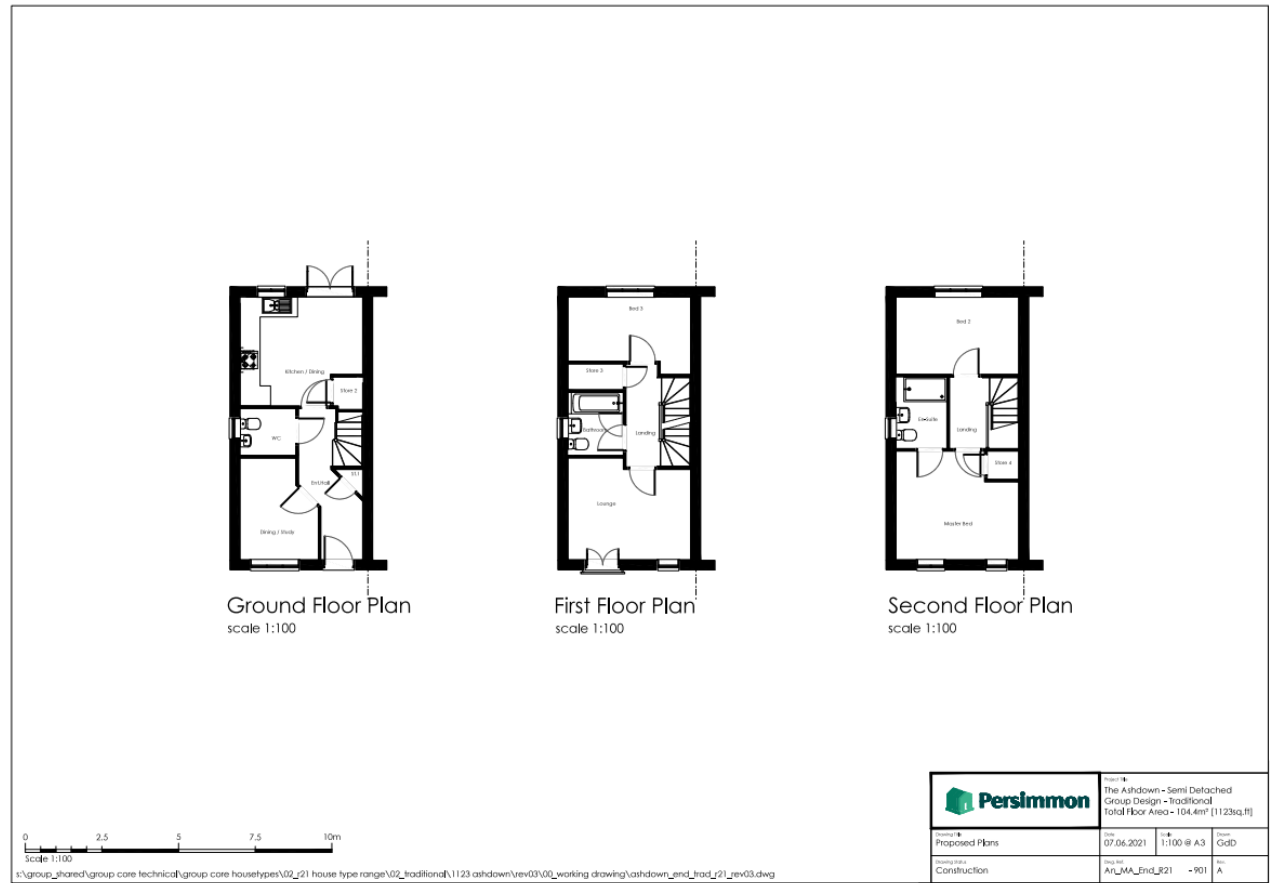 Kitchen / Dining
Store 2
WC
Ent.Hall
St.1
Dining / Study
Ground Floor Plan
scale 1:100
Bed 3
Store 3
Bathroom
Landing
Lounge
First Floor Plan
scale 1:100
Bed 2
En-Suite
Landing
Store 4
Master Bed
Second Floor Plan
scale 1:100
0 2.5 5 7.5 10m
Scale 1:100
s:\group_shared\group core technical\group core housetypes\02_r21 house type range\02_traditional\1123 ashdown\rev03\00_working drawing\ashdown_end_trad_r21_rev03.dwg
Persimmon
Project Title
The Ashdown - Semi Detached
Group Design - Traditional
Total Floor Area - 104.4m² [1123sq.ft]
Drawing Title
Proposed Plans
Date
07.06.2021
Scale
1:100 @ A3
Drawn
GdD
Drawing Status
Construction
Dwg. Ref.
An_MA_End_R21 - 901
Rev.
A